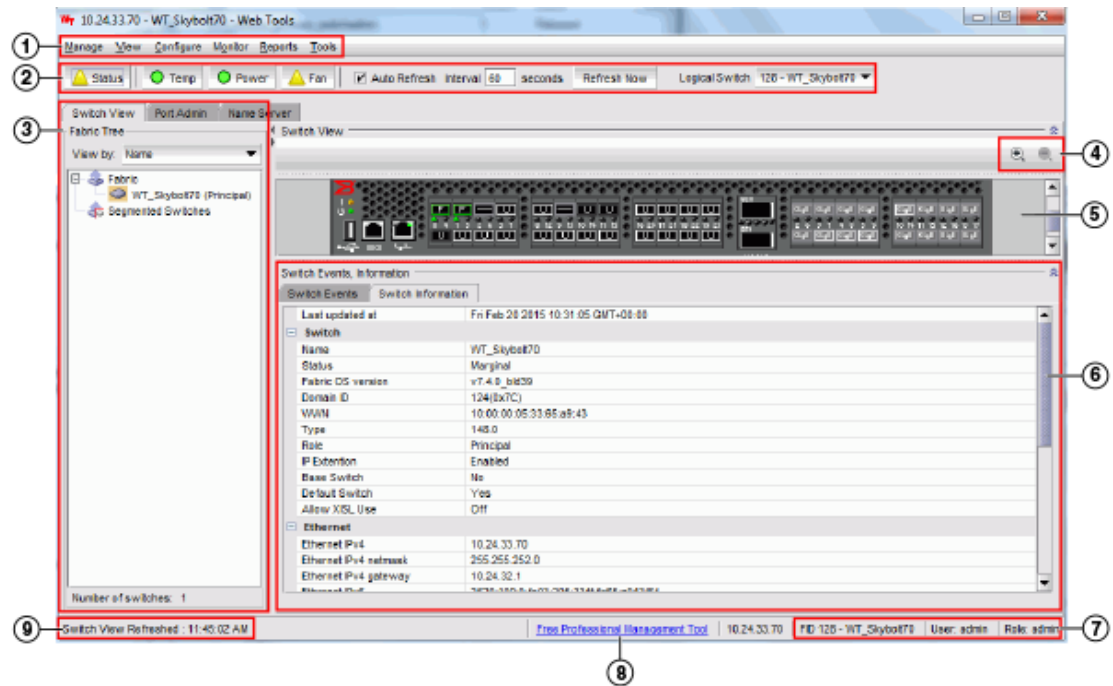 10.24.33.70 - WT_Skybolt70 - Web Tools
1
Manage View Configure Monitor Reports Tools
2
Status Temp Power Fan Auto Refresh Interval 60 seconds Refresh Now Logical Switch 128 - WT_Skybolt70
Switch View Port Admin Name Server
3
Fabric Tree
Switch View
View by: Name
4
Fabric
WT_Skybolt70 (Principal)
Segmented Switches
5
Switch Events, Information
Switch Events Switch Information
Last updated at Fri Feb 20 2015 10:31:05 GMT+00:00
Switch
Name WT_Skybolt70
Status Marginal
6
Fabric OS version v7.4.0_bld39
Domain ID 124(0x7C)
WWN 10:00:00:05:33:65:a9:43
Type 148.0
Role Principal
IP Extention Enabled
Base Switch No
Default Switch Yes
Allow XISL Use Off
Ethernet
Ethernet IPv4 10.24.33.70
Ethernet IPv4 netmask 255.255.252.0
Ethernet IPv4 gateway 10.24.32.1
Number of switches: 1
9
Switch View Refreshed : 11:45:02 AM
Free Professional Management Tool 10.24.33.70 FID 128 - WT_Skybolt70 User: admin Role: admin
7
8